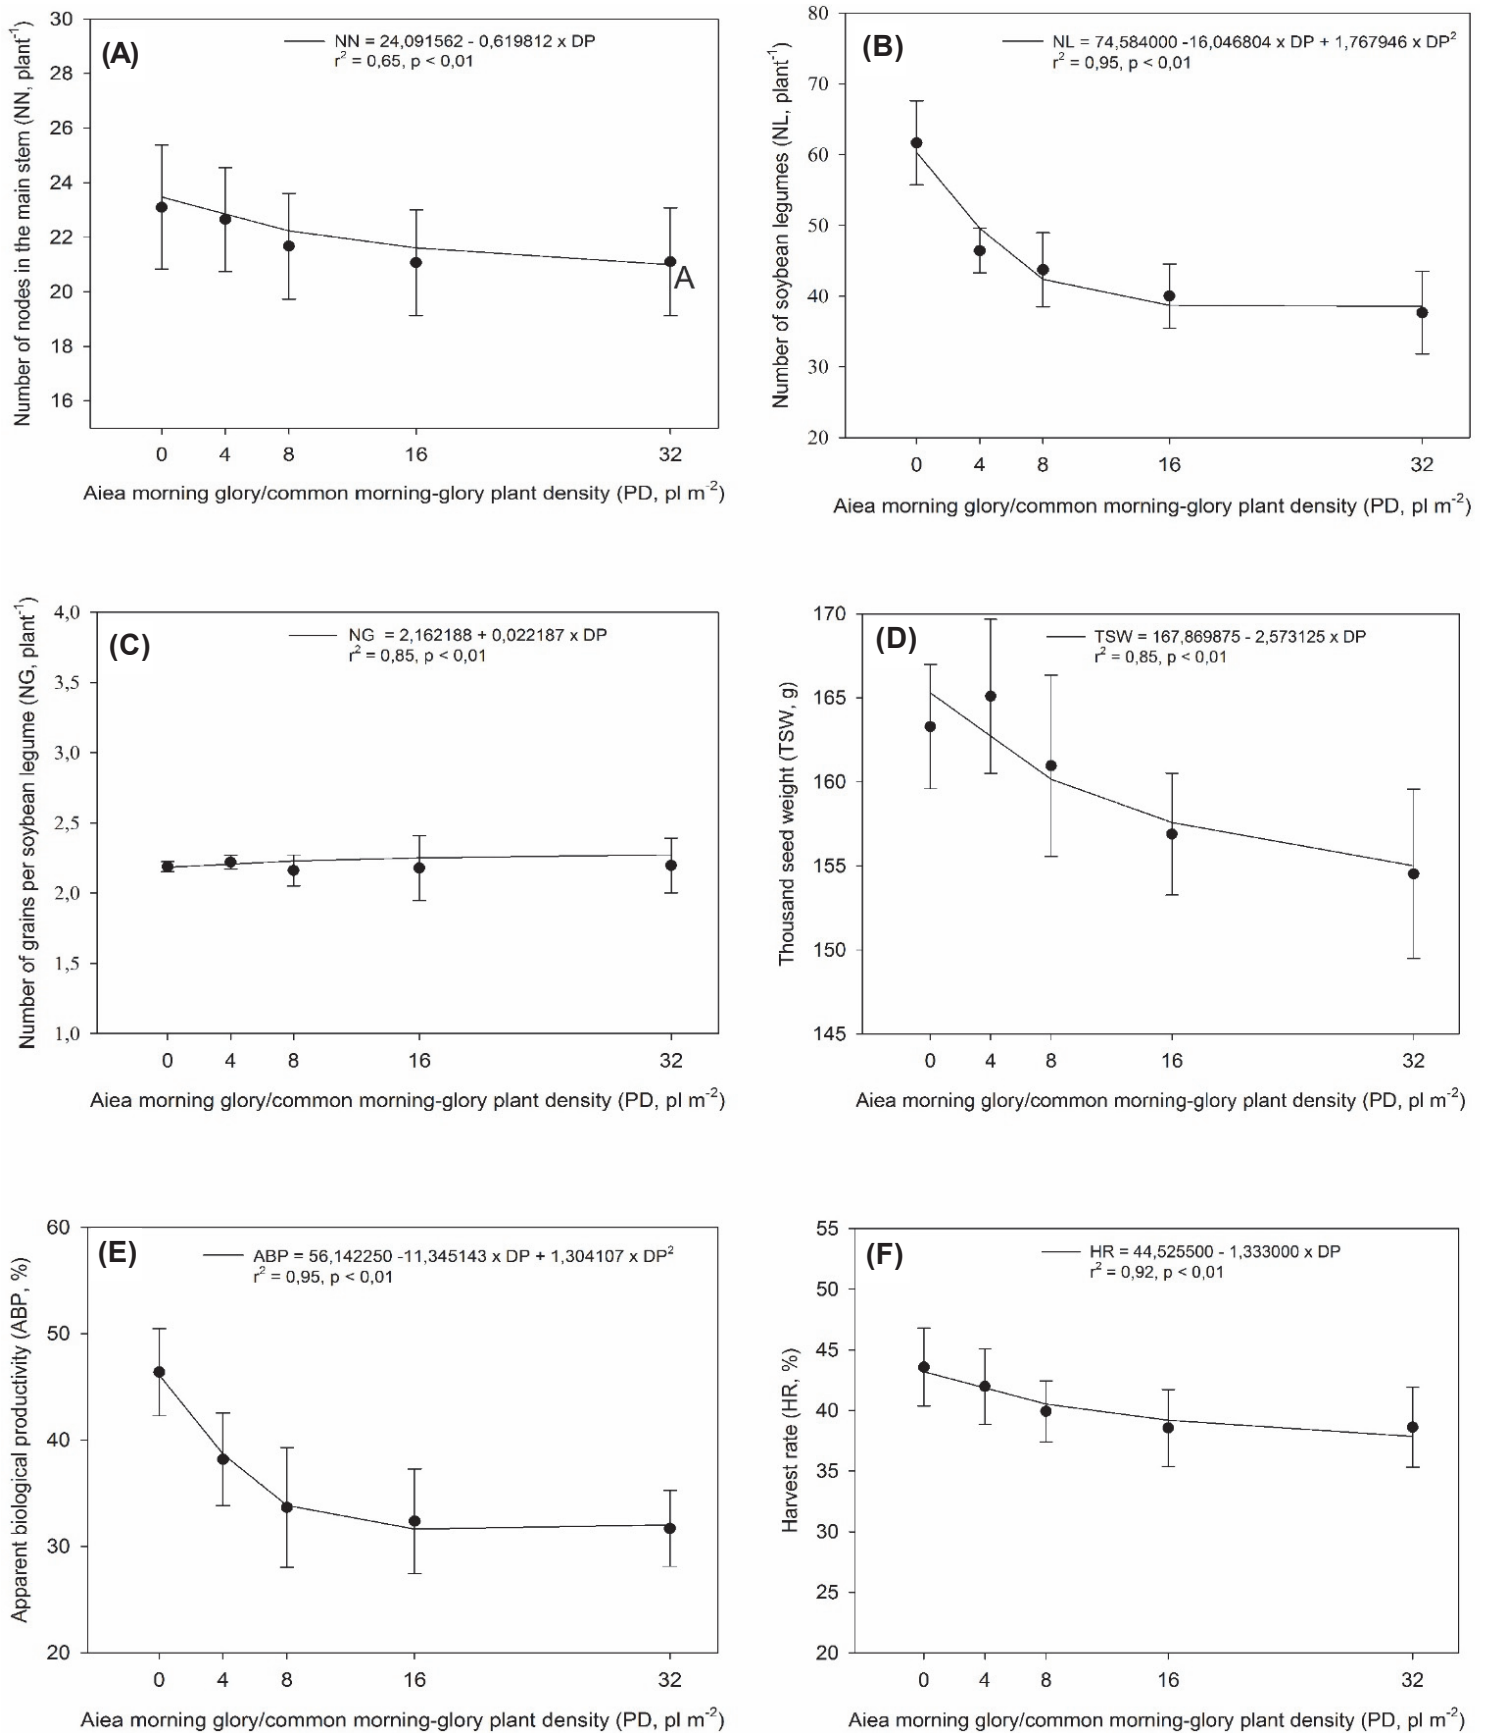 (A)
NN = 24,091562 - 0,619812 x DP
r² = 0,65, p < 0,01
Number of nodes in the main stem (NN, plant⁻¹)
30
28
26
24
22
20
18
16
A
0 4 8 16 32
Aiea morning glory/common morning-glory plant density (PD, pl m⁻²)
(B)
NL = 74,584000 -16,046804 x DP + 1,767946 x DP²
r² = 0,95, p < 0,01
Number of soybean legumes (NL, plant⁻¹)
80
70
60
50
40
30
20
0 4 8 16 32
Aiea morning glory/common morning-glory plant density (PD, pl m⁻²)
(C)
NG = 2,162188 + 0,022187 x DP
r² = 0,85, p < 0,01
Number of grains per soybean legume (NG, plant⁻¹)
4,0
3,5
3,0
2,5
2,0
1,5
1,0
0 4 8 16 32
Aiea morning glory/common morning-glory plant density (PD, pl m⁻²)
(D)
TSW = 167,869875 - 2,573125 x DP
r² = 0,85, p < 0,01
Thousand seed weight (TSW, g)
170
165
160
155
150
145
0 4 8 16 32
Aiea morning glory/common morning-glory plant density (PD, pl m⁻²)
(E)
ABP = 56,142250 -11,345143 x DP + 1,304107 x DP²
r² = 0,95, p < 0,01
Apparent biological productivity (ABP, %)
60
50
40
30
20
0 4 8 16 32
Aiea morning glory/common morning-glory plant density (PD, pl m⁻²)
(F)
HR = 44,525500 - 1,333000 x DP
r² = 0,92, p < 0,01
Harvest rate (HR, %)
55
50
45
40
35
30
25
20
0 4 8 16 32
Aiea morning glory/common morning-glory plant density (PD, pl m⁻²)